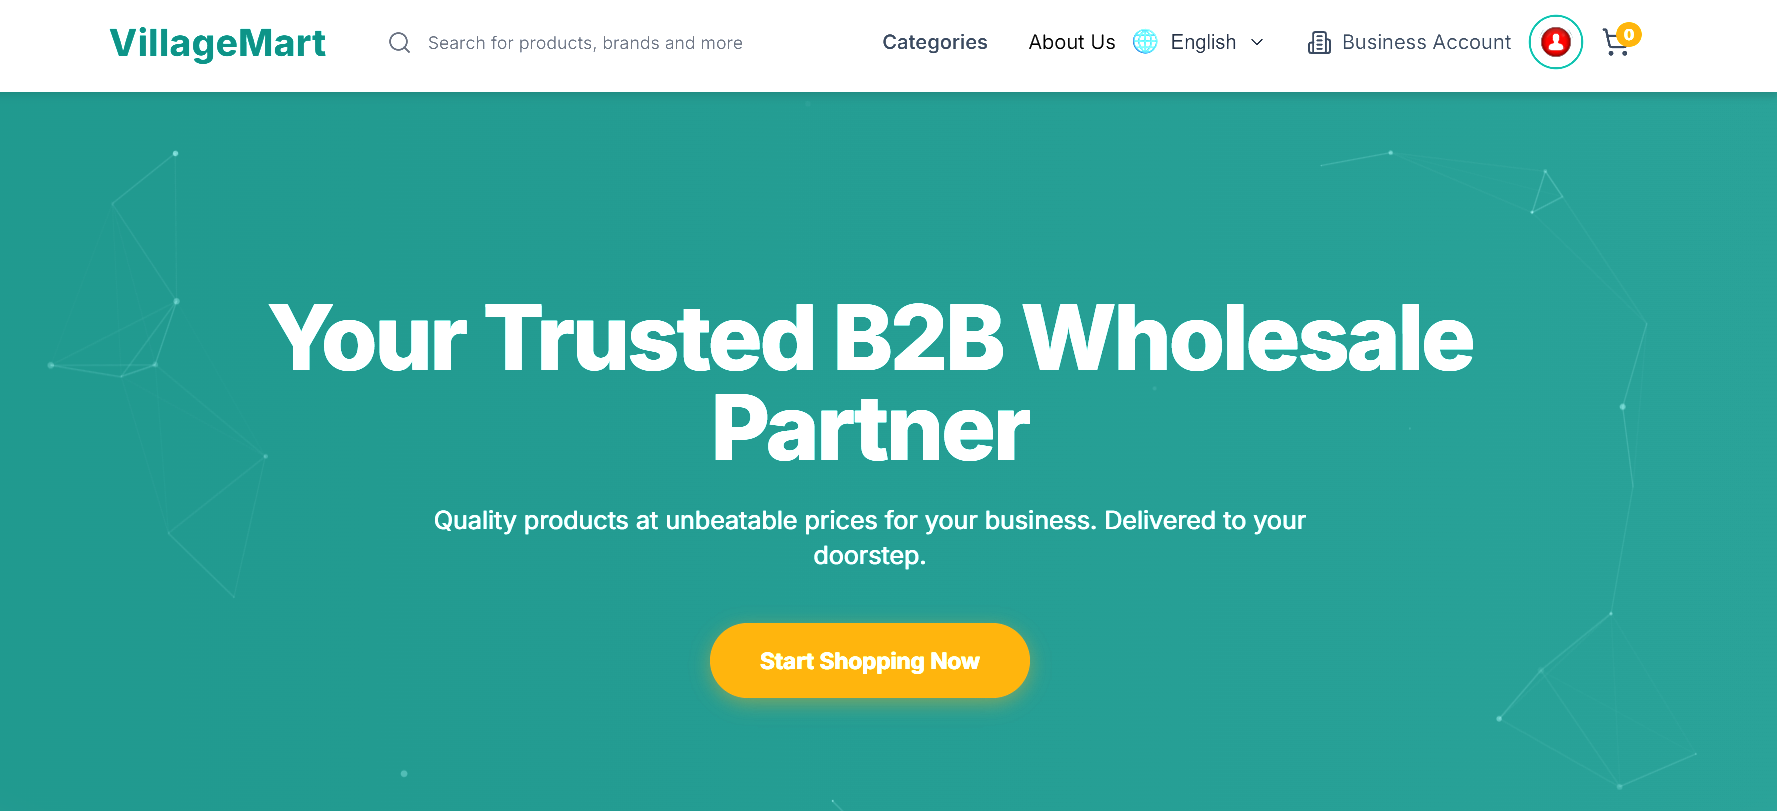 VillageMart
Search for products, brands and more
Categories
About Us
English
Business Account
0
Your Trusted B2B Wholesale
Partner
Quality products at unbeatable prices for your business. Delivered to your
doorstep.
Start Shopping Now